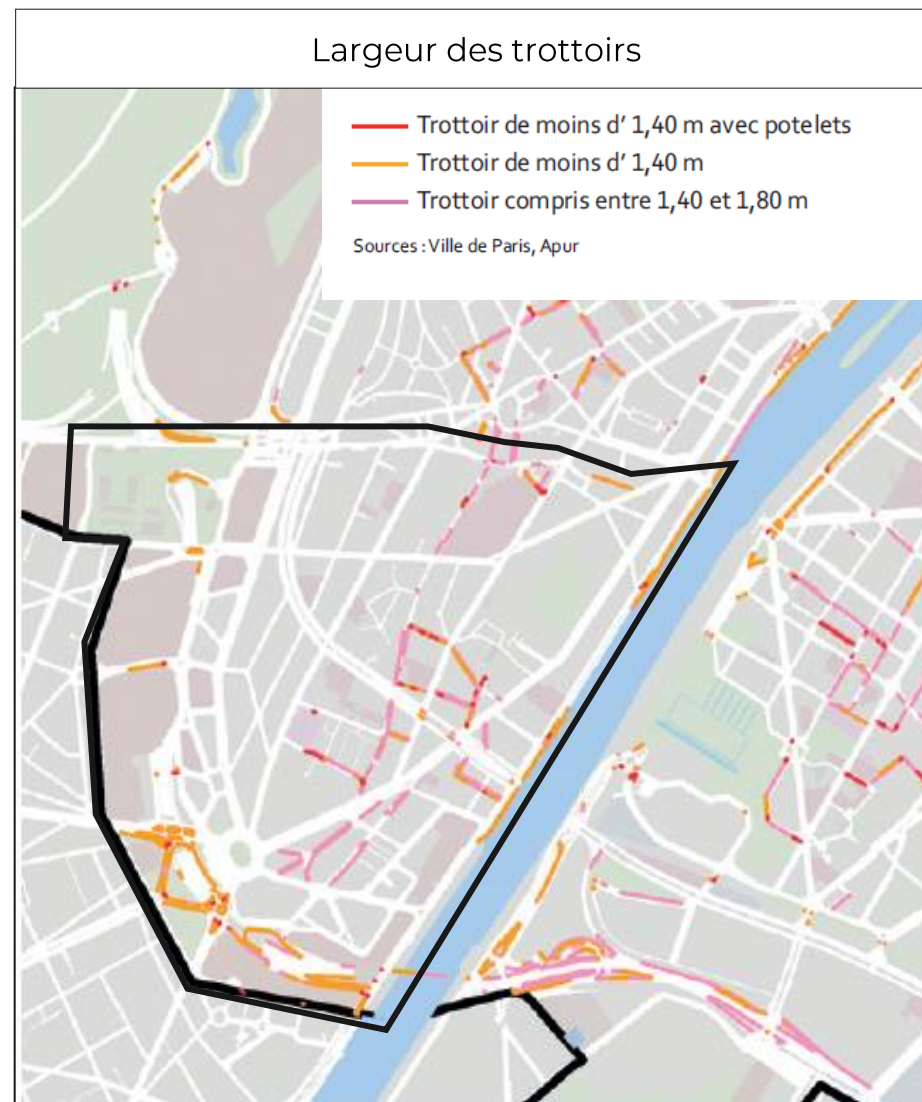 Largeur des trottoirs
Trottoir de moins d' 1,40 m avec potelets
Trottoir de moins d' 1,40 m
Trottoir compris entre 1,40 et 1,80 m
Sources : Ville de Paris, Apur